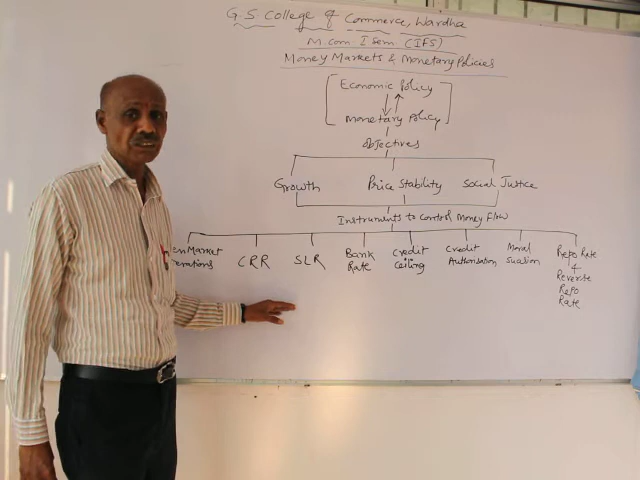 G S College of Commerce, Wardha
M.com I Sem (IFS)
Money Markets & Monetary Policies
Economic Policy
Monetary Policy
Objectives
Growth Price Stability Social Justice
Instruments to control Money Flow
en Market erations
CRR
SLR
Bank Rate
Credit Ceiling
Credit Authorisation
Moral Suasion
Repo Rate & Reverse Repo Rate